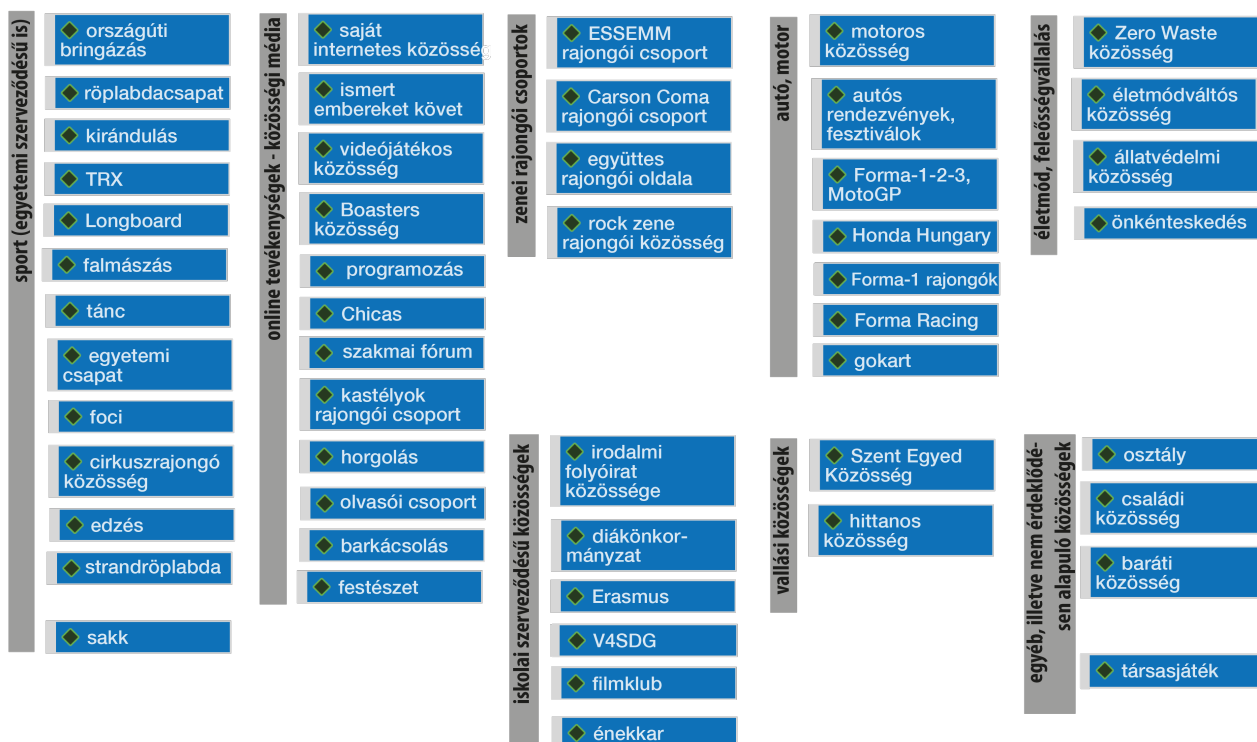 sport (egyetemi szerveződésű is)
országúti
bringázás
röplabdacsapat
kirándulás
TRX
Longboard
falmászás
tánc
egyetemi
csapat
foci
cirkuszrajongó
közösség
edzés
strandröplabda
sakk
online tevékenységek - közösségi média
saját
internetes közösség
ismert
embereket követ
videójátékos
közösség
Boasters
közösség
programozás
Chicas
szakmai fórum
kastélyok
rajongói csoport
horgolás
olvasói csoport
barkácsolás
festészet
zenei rajongói csoportok
ESSEMM
rajongói csoport
Carson Coma
rajongói csoport
együttes
rajongói oldala
rock zene
rajongói közösség
autó, motor
motoros
közösség
autós
rendezvények,
fesztiválok
Forma-1-2-3,
MotoGP
Honda Hungary
Forma-1 rajongók
Forma Racing
gokart
életmód, feleősségvállalás
Zero Waste
közösség
életmódváltós
közösség
állatvédelmi
közösség
önkénteskedés
iskolai szerveződésű közösségek
irodalmi
folyóirat
közössége
diákönkor-
mányzat
Erasmus
V4SDG
filmklub
énekkar
vallási közösségek
Szent Egyed
Közösség
hittanos
közösség
egyéb, illetve nem érdeklődé-
sen alapuló közösségek
osztály
családi
közösség
baráti
közösség
társasjáték